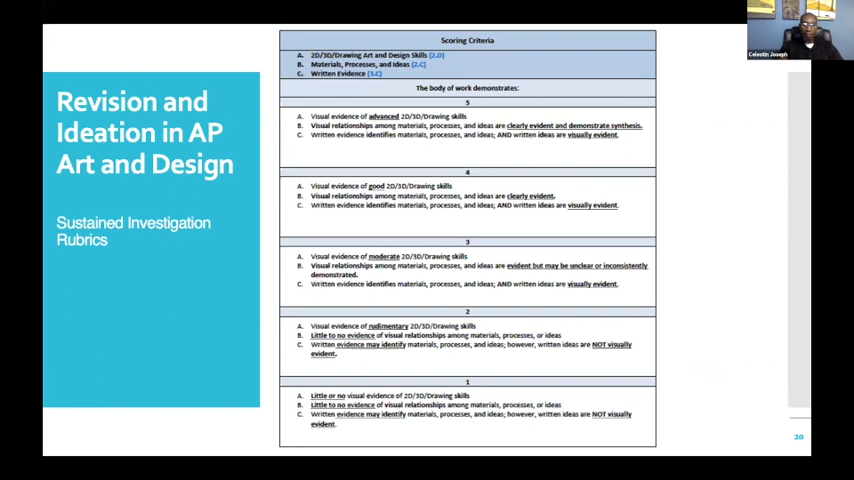 Revision and
Ideation in AP
Art and Design
Sustained Investigation
Rubrics
Scoring Criteria
A. 2D/3D/Drawing Art and Design Skills (2.D)
B. Materials, Processes, and Ideas (2.C)
C. Written Evidence (3.C)
The body of work demonstrates:
5
A. Visual evidence of advanced 2D/3D/Drawing skills
B. Visual relationships among materials, processes, and ideas are clearly evident and demonstrate synthesis.
C. Written evidence identifies materials, processes, and ideas; AND written ideas are visually evident.
4
A. Visual evidence of good 2D/3D/Drawing skills
B. Visual relationships among materials, processes, and ideas are clearly evident.
C. Written evidence identifies materials, processes, and ideas; AND written ideas are visually evident.
3
A. Visual evidence of moderate 2D/3D/Drawing skills
B. Visual relationships among materials, processes, and ideas are evident but may be unclear or inconsistently
demonstrated.
C. Written evidence identifies materials, processes, and ideas; AND written ideas are visually evident.
2
A. Visual evidence of rudimentary 2D/3D/Drawing skills
B. Little to no evidence of visual relationships among materials, processes, or ideas
C. Written evidence may identify materials, processes, and ideas; however, written ideas are NOT visually
evident.
1
A. Little or no visual evidence of 2D/3D/Drawing skills
B. Little to no evidence of visual relationships among materials, processes, or ideas
C. Written evidence may identify materials, processes, and ideas; however, written ideas are NOT visually
evident.
Celestin Joseph
20